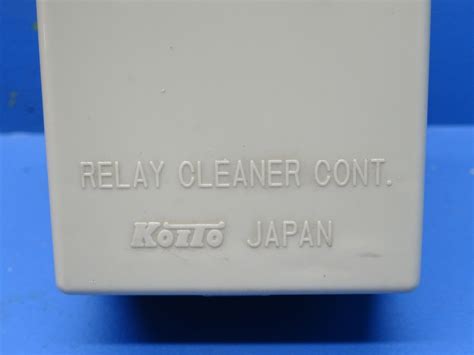 RELAY CLEANER CONT.
KOITO JAPAN